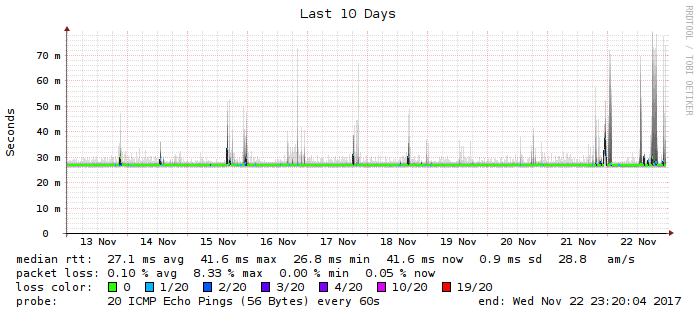 Last 10 Days
RRDTOOL / TOBI OETIKER
Seconds
70 m
60 m
50 m
40 m
30 m
20 m
10 m
0
13 Nov 14 Nov 15 Nov 16 Nov 17 Nov 18 Nov 19 Nov 20 Nov 21 Nov 22 Nov
median rtt: 27.1 ms avg 41.6 ms max 26.8 ms min 41.6 ms now 0.9 ms sd 28.8 am/s
packet loss: 0.10 % avg 8.33 % max 0.00 % min 0.05 % now
loss color: 0 1/20 2/20 3/20 4/20 10/20 19/20
probe: 20 ICMP Echo Pings (56 Bytes) every 60s end: Wed Nov 22 23:20:04 2017